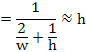 = 1 / (2/w + 1/h) ≈ h